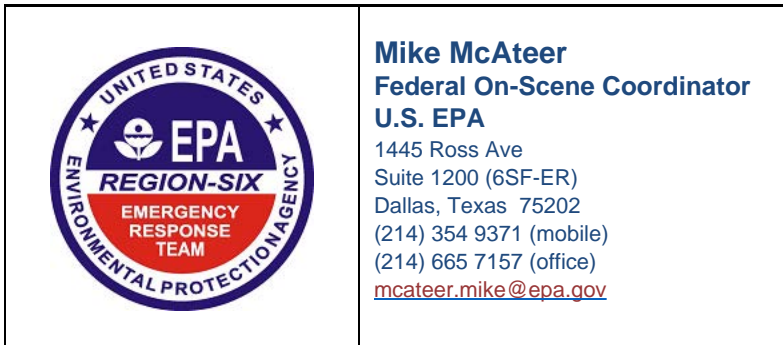 UNITED STATES
ENVIRONMENTAL PROTECTION AGENCY
EPA
REGION-SIX
EMERGENCY
RESPONSE
TEAM
Mike McAteer
Federal On-Scene Coordinator
U.S. EPA
1445 Ross Ave
Suite 1200 (6SF-ER)
Dallas, Texas 75202
(214) 354 9371 (mobile)
(214) 665 7157 (office)
mcateer.mike@epa.gov